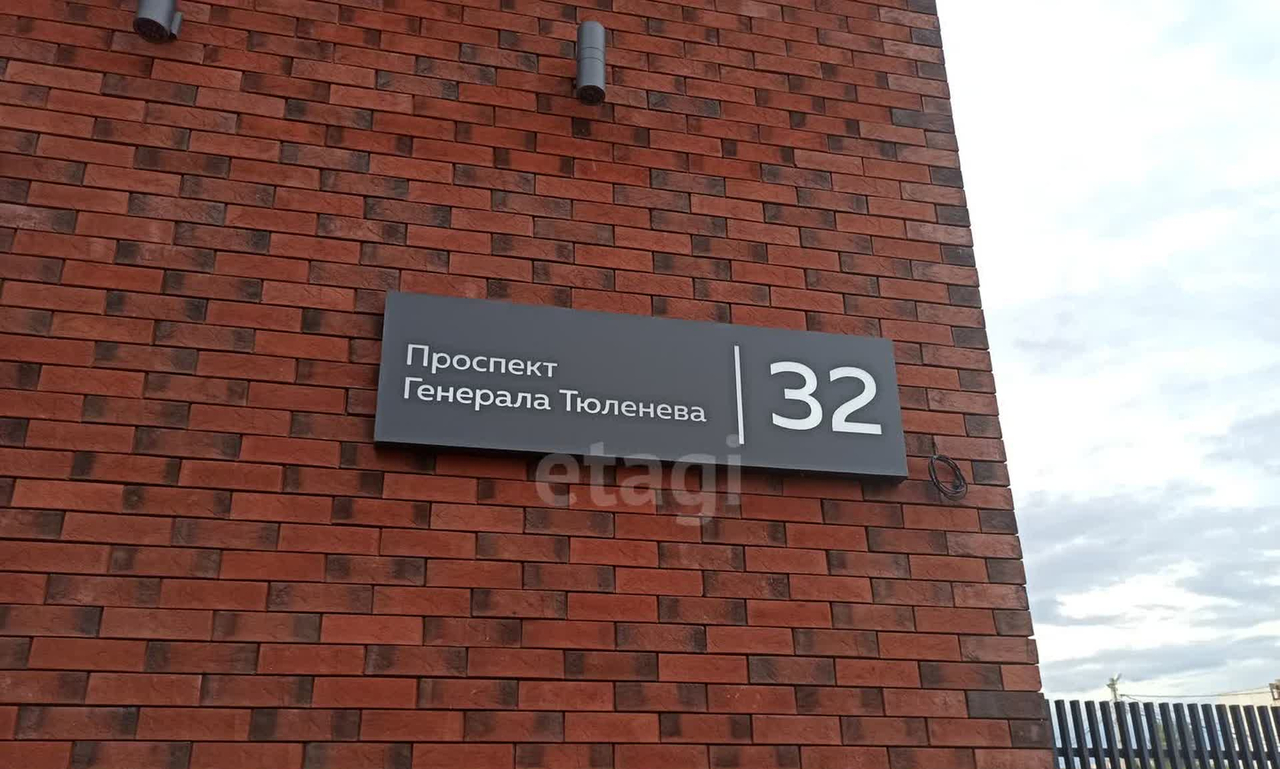 Проспект
Генерала Тюленева
32
etagi